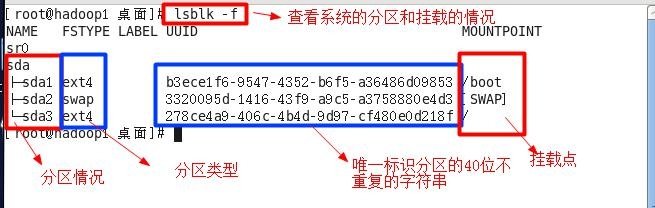 [root@hadoop1 桌面]# lsblk -f
查看系统的分区和挂载的情况
NAME FSTYPE LABEL UUID MOUNTPOINT
sr0
sda
├─sda1 ext4 b3ece1f6-9547-4352-b6f5-a36486d09853 /boot
├─sda2 swap 3320095d-1416-43f9-a9c5-a3758880e4d3 [SWAP]
└─sda3 ext4 278ce4a9-406c-4b4d-9d97-cf480e0d218f /
[root@hadoop1 桌面]#
分区情况
分区类型
唯一标识分区的40位不
重复的字符串
挂载点